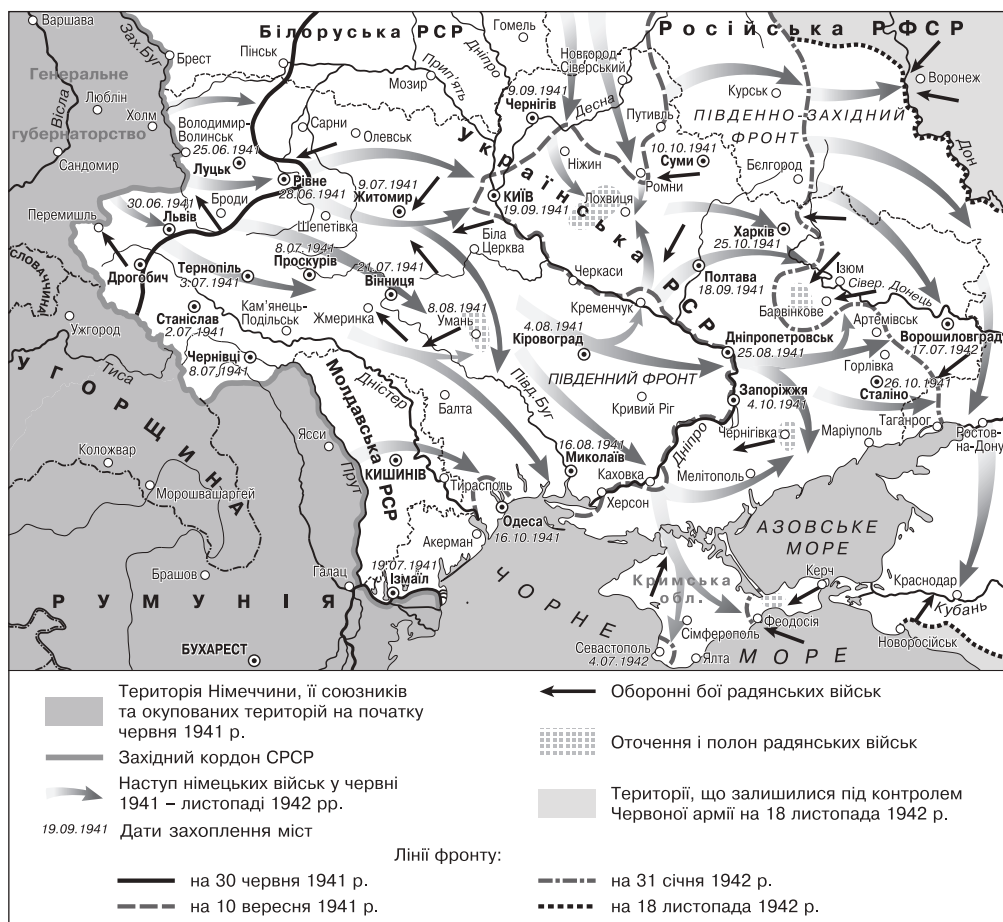 Варшава
Білоруська РСР
Гомель
Російська РФСР
Зах.Буг
Брест
Пінськ
Дніпро
Новгород
Сіверський
Воронеж
Генеральне
Вісла
Мозир
Прип'ять
9.09.1941
Чернігів
Десна
Курськ
Люблін
Холм
губернаторство
Володимир-
Волинськ
25.06.1941
Луцьк
Сарни
Олевськ
Путивль
ПІВДЕННО-ЗАХІДНИЙ
ФРОНТ
Дон
10.10.1941
Суми
Ніжин
Українська РСР
Ромни
Бєлгород
Сандомир
Рівне
28.06.1941
9.07.1941
Житомир
КИЇВ
19.09.1941
Лохвиця
30.06.1941
Львів
Броди
Перемишль
Шепетівка
Харків
25.10.1941
Біла
Церква
8.07.1941
Проскурів
Дрогобич
Тернопіль
3.07.1941
21.07.1941
Вінниця
Черкаси
Полтава
18.09.1941
Ізюм
Сівер. Донець
СЛОВАЧ-
ЧИНА
Кам'янець-
Подільськ
Станіслав
2.07.1941
Жмеринка
8.08.1941
Умань
Кременчук
Барвінкове
Артемівськ
Ворошиловград
17.07.1942
Ужгород
4.08.1941
Кіровоград
Дніпропетровськ
25.08.1941
Горлівка
26.10.1941
Сталіно
Чернівці
8.07.1941
Тиса
УГОРЩИНА
Молдавська РСР
Дністер
Півд.Буг
ПІВДЕННИЙ ФРОНТ
Балта
Кривий Ріг
Запоріжжя
4.10.1941
Таганрог
Ростов-
на-Дону
Ясси
Коложвар
Прут
КИШИНІВ
Тирасполь
16.08.1941
Миколаїв
Каховка
Дніпро
Чернігівка
Маріуполь
Мелітополь
Морошвашаргей
Херсон
Одеса
16.10.1941
АЗОВСЬКЕ
МОРЕ
Акерман
19.07.1941
Ізмаїл
Брашов
Галац
РУМУНІЯ
ЧОРНЕ МОРЕ
Кримська
обл.
Керч
Краснодар
Кубань
Феодосія
Сімферополь
Новоросійськ
БУХАРЕСТ
Севастополь
4.07.1942
Ялта
Територія Німеччини, її союзників
та окупованих територій на початку
червня 1941 р.
Західний кордон СРСР
Наступ німецьких військ у червні
1941 – листопаді 1942 рр.
19.09.1941 Дати захоплення міст
Оборонні бої радянських військ
Оточення і полон радянських військ
Території, що залишилися під контролем
Червоної армії на 18 листопада 1942 р.
Лінії фронту:
на 30 червня 1941 р.
на 10 вересня 1941 р.
на 31 січня 1942 р.
на 18 листопада 1942 р.